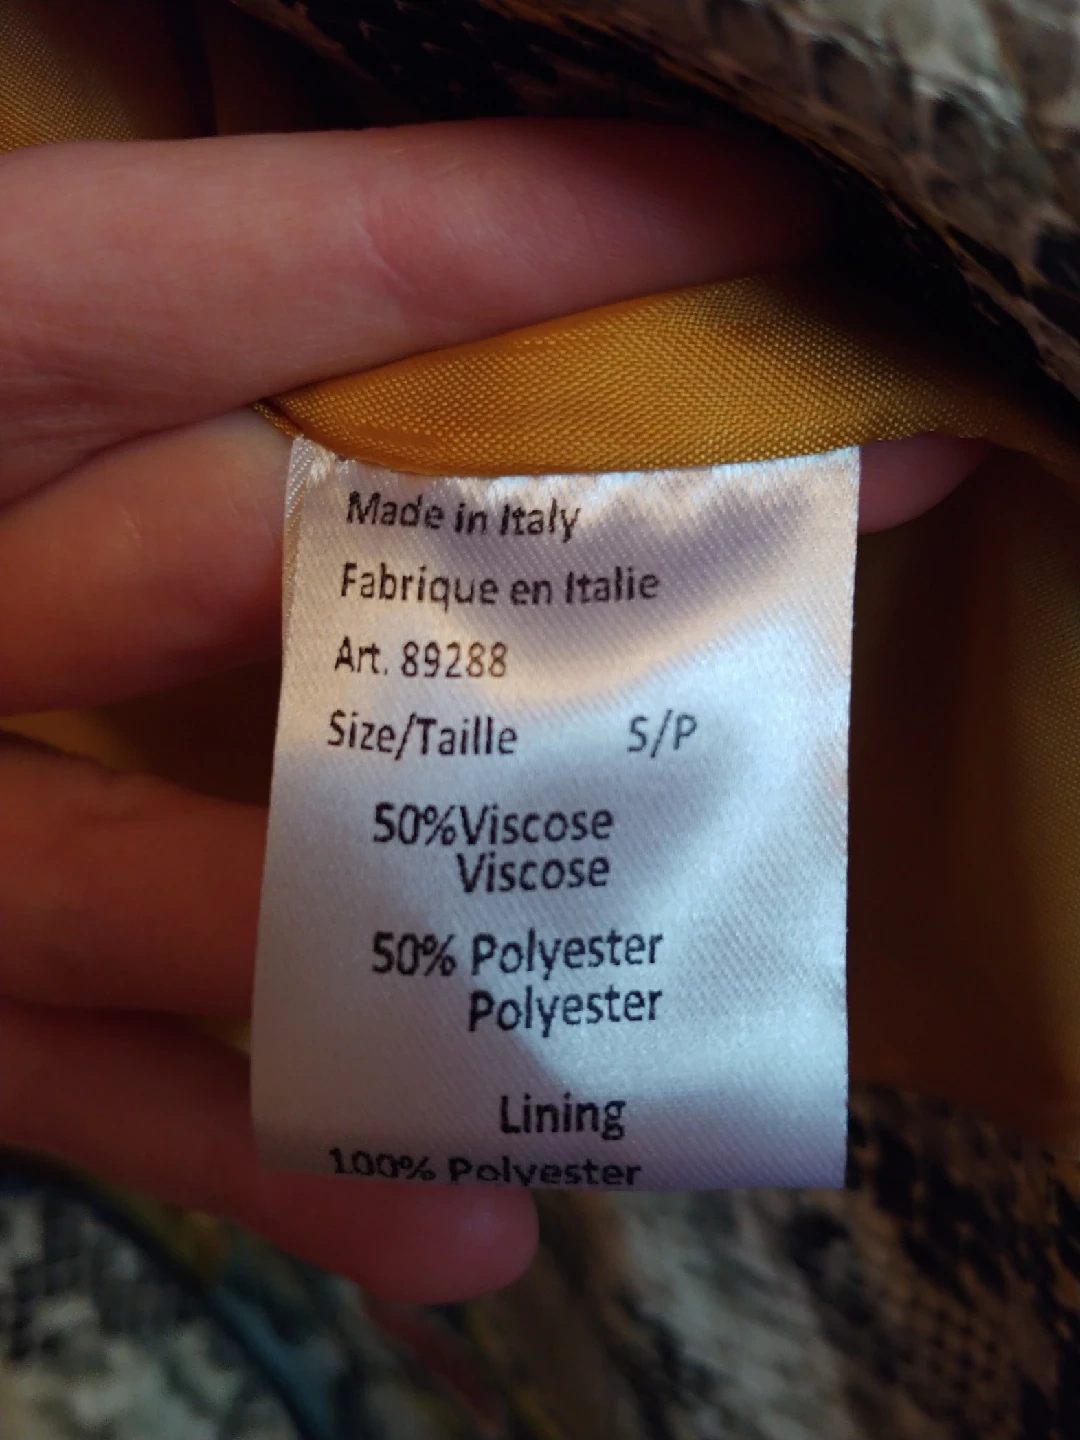 Made in Italy
Fabrique en Italie
Art. 89288
Size/Taille S/P
50%Viscose
Viscose
50% Polyester
Polyester
Lining
100% Polyester